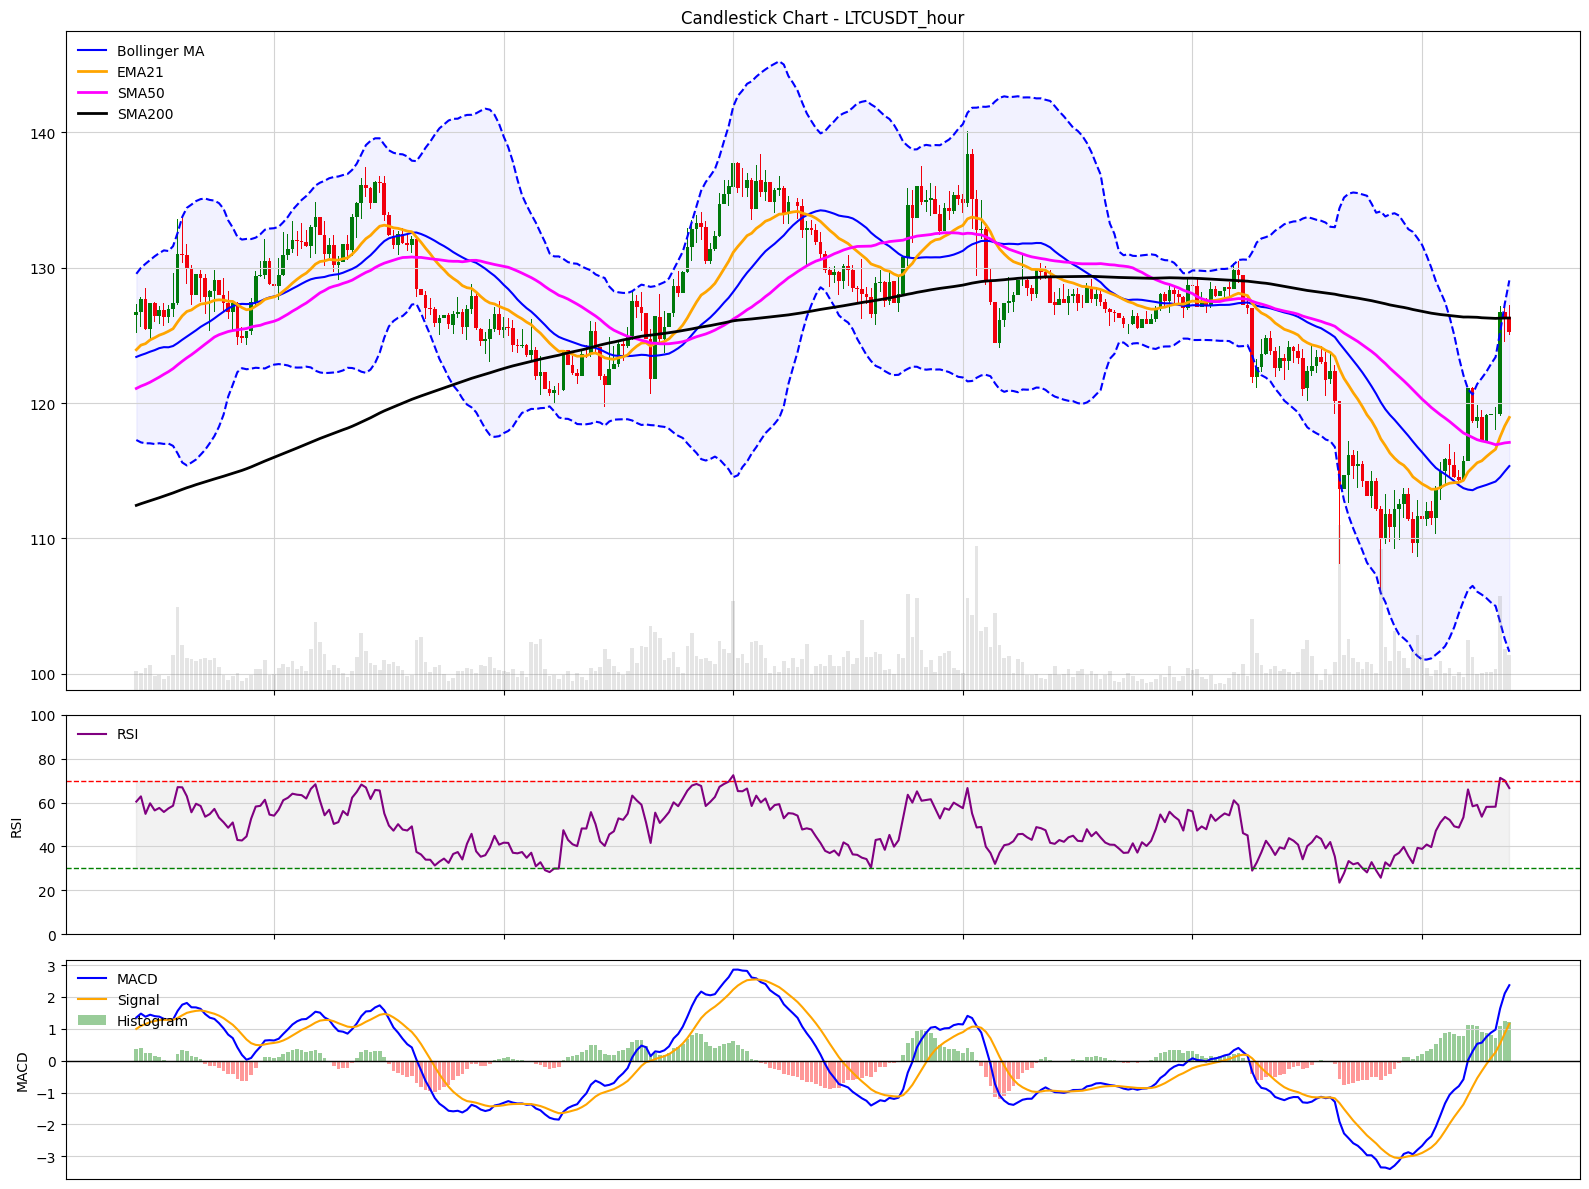 Candlestick Chart - LTCUSDT_hour
Bollinger MA
EMA21
SMA50
SMA200
140
130
120
110
100
RSI
100
80
60
40
20
0
RSI
MACD
Signal
Histogram
3
2
1
0
−1
−2
−3
MACD